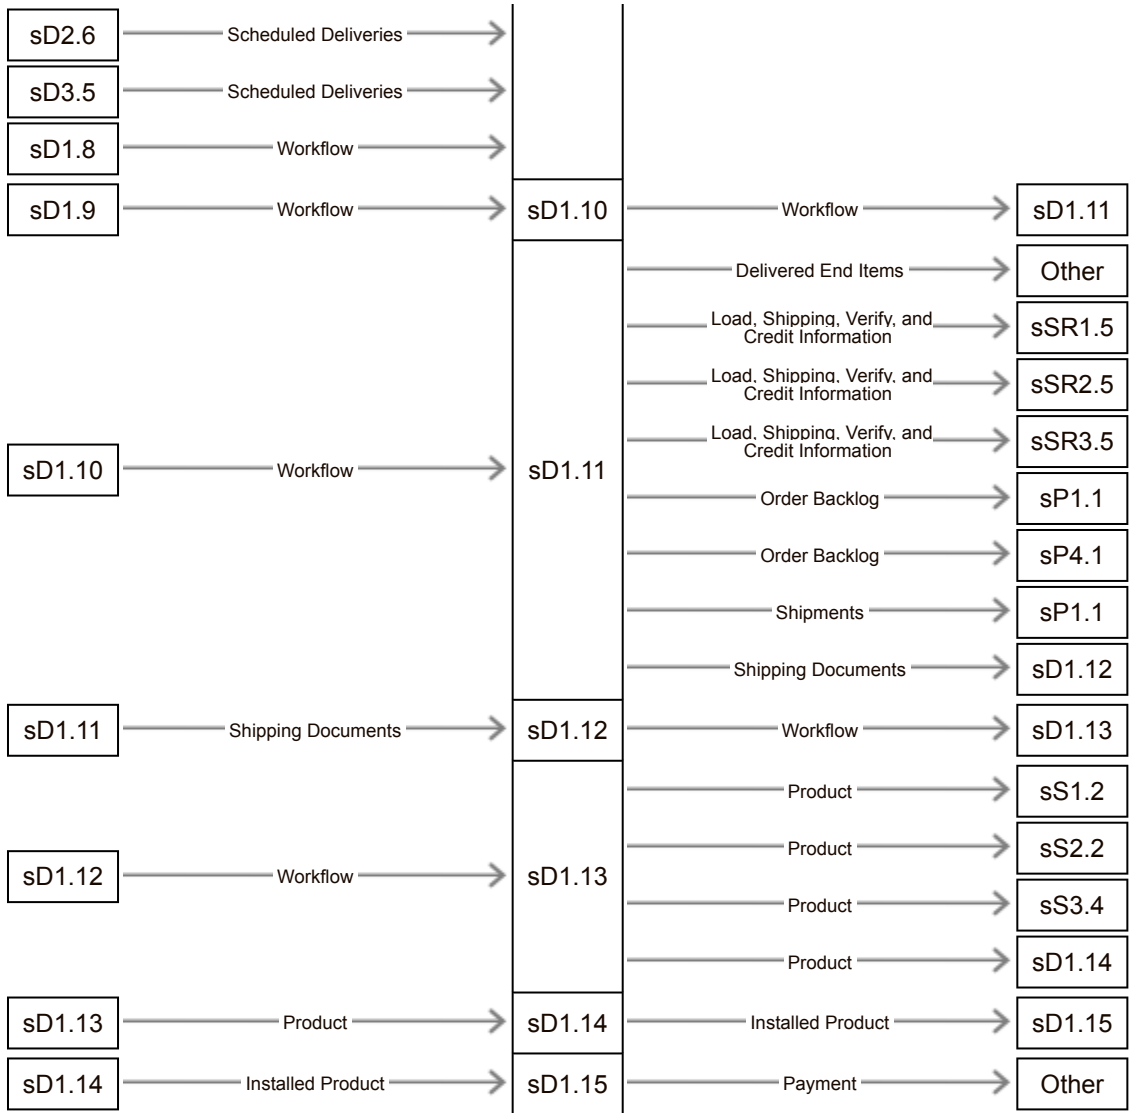 sD2.6 Scheduled Deliveries
sD3.5 Scheduled Deliveries
sD1.8 Workflow
sD1.9 Workflow sD1.10 Workflow sD1.11
Delivered End Items Other
Load, Shipping, Verify, and
Credit Information
sSR1.5
Load, Shipping, Verify, and
Credit Information
sSR2.5
Load, Shipping, Verify, and
Credit Information
sSR3.5
sD1.10 Workflow sD1.11
Order Backlog sP1.1
Order Backlog sP4.1
Shipments sP1.1
Shipping Documents sD1.12
sD1.11 Shipping Documents sD1.12 Workflow sD1.13
Product sS1.2
Product sS2.2
sD1.12 Workflow sD1.13
Product sS3.4
Product sD1.14
sD1.13 Product sD1.14 Installed Product sD1.15
sD1.14 Installed Product sD1.15 Payment Other